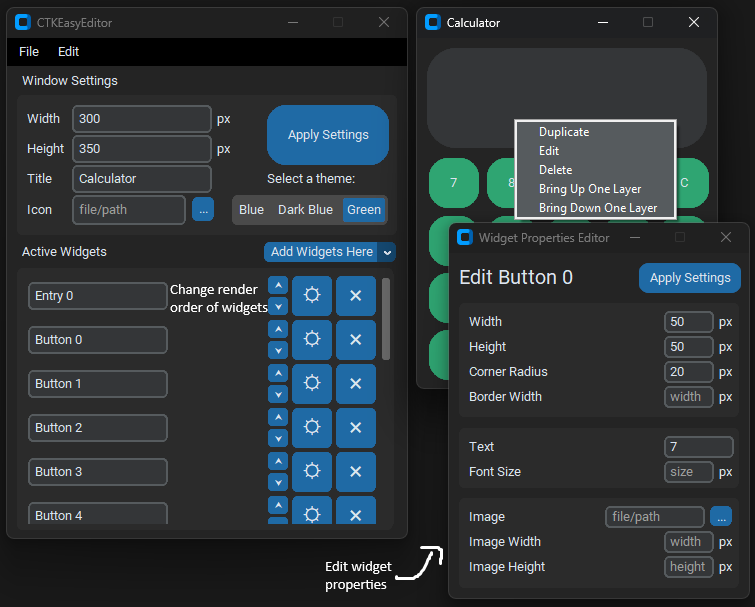 CTKEasyEditor
File Edit
Window Settings
Width 300 px
Height 350 px
Title Calculator
Icon file/path ...
Apply Settings
Select a theme:
Blue Dark Blue Green
Active Widgets
Add Widgets Here
Entry 0
Change render
order of widgets
Button 0
Button 1
Button 2
Button 3
Button 4
Calculator
7
8
C
Duplicate
Edit
Delete
Bring Up One Layer
Bring Down One Layer
Widget Properties Editor
Edit Button 0
Apply Settings
Width 50 px
Height 50 px
Corner Radius 20 px
Border Width width px
Text 7
Font Size size px
Image file/path ...
Image Width width px
Image Height height px
Edit widget
properties